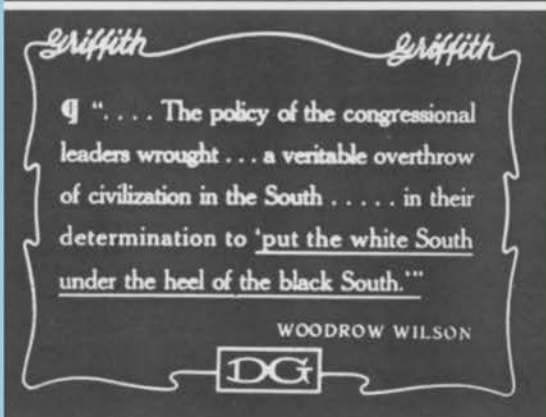 Griffith Griffith
¶ ".... The policy of the congressional
leaders wrought ... a veritable overthrow
of civilization in the South ..... in their
determination to 'put the white South
under the heel of the black South.'"
WOODROW WILSON
DG